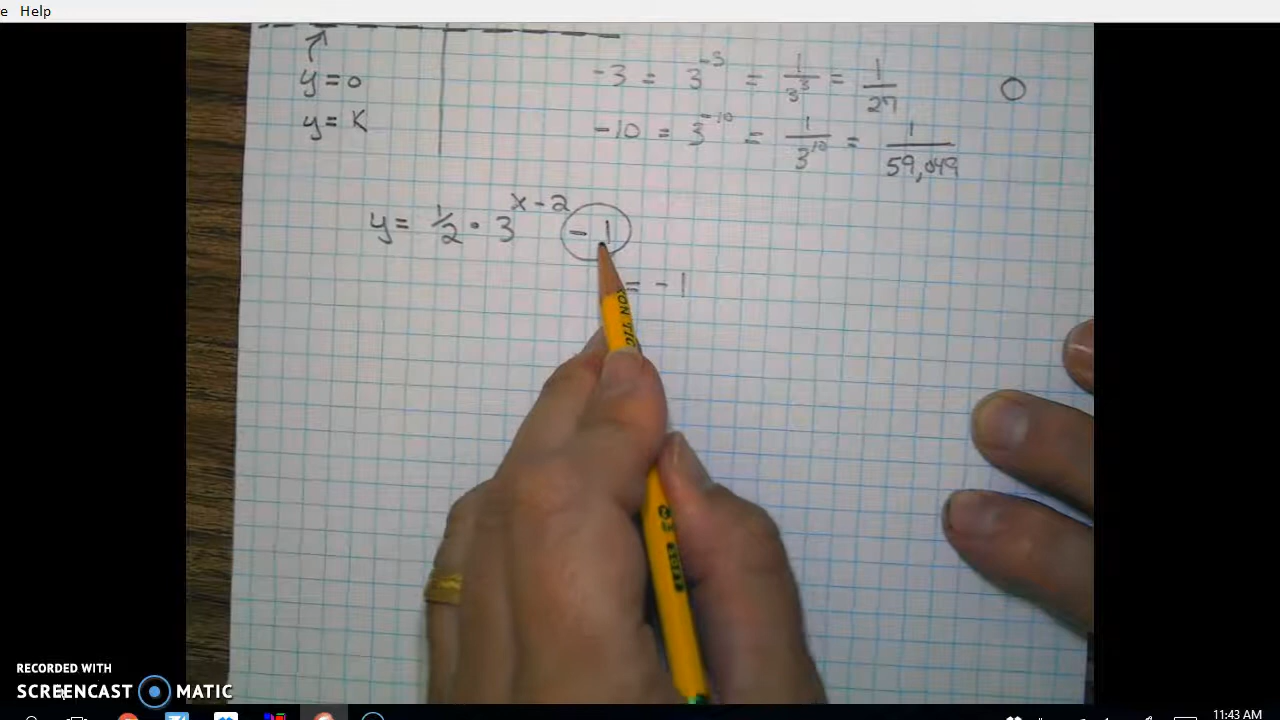 Help
-3 = 3^-3 = 1/3^3 = 1/27
y = 0
0
y = K
-10 = 3^-10 = 1/3^10 = 1/59,049
y = 1/2 · 3^x-2 - 1
= -1
RECORDED WITH
SCREENCAST MATIC
11:43 AM